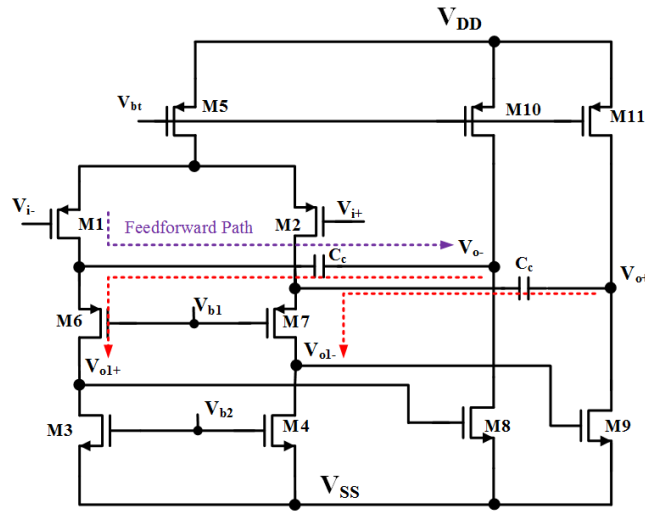 VDD
Vbt
M5
M10
M11
Vi-
M1
Feedforward Path
M2
Vi+
Vo-
Cc
Cc
Vo+
M6
Vb1
M7
Vo1+
Vo1-
M3
Vb2
M4
M8
M9
VSS